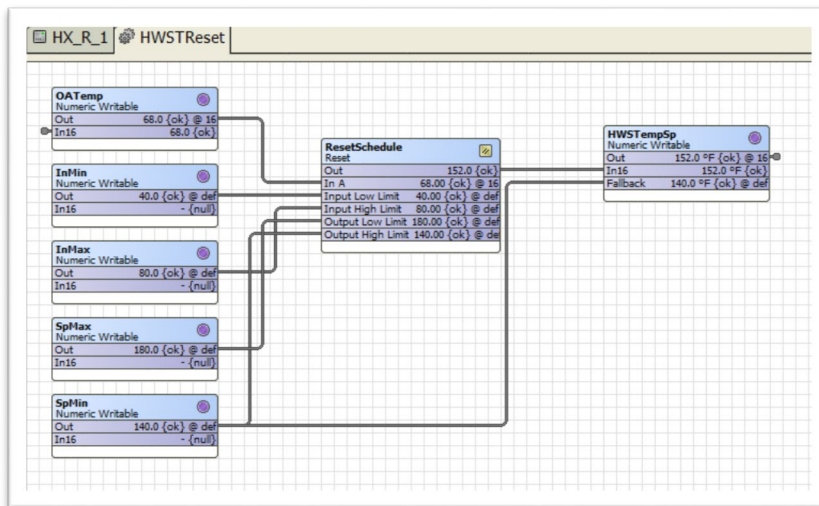 HX_R_1 HWSTReset
OATemp
Numeric Writable
Out 68.0 {ok} @ 16
In16 68.0 {ok}
InMin
Numeric Writable
Out 40.0 {ok} @ def
In16 - {null}
InMax
Numeric Writable
Out 80.0 {ok} @ def
In16 - {null}
SpMax
Numeric Writable
Out 180.0 {ok} @ def
In16 - {null}
SpMin
Numeric Writable
Out 140.0 {ok} @ def
In16 - {null}
ResetSchedule
Reset
Out 152.0 {ok}
In A 68.00 {ok} @ 16
Input Low Limit 40.00 {ok} @ def
Input High Limit 80.00 {ok} @ def
Output Low Limit 180.00 {ok} @ def
Output High Limit 140.00 {ok} @ de
HWSTempSp
Numeric Writable
Out 152.0 °F {ok} @ 16
In16 152.0 °F {ok}
Fallback 140.0 °F {ok} @ def